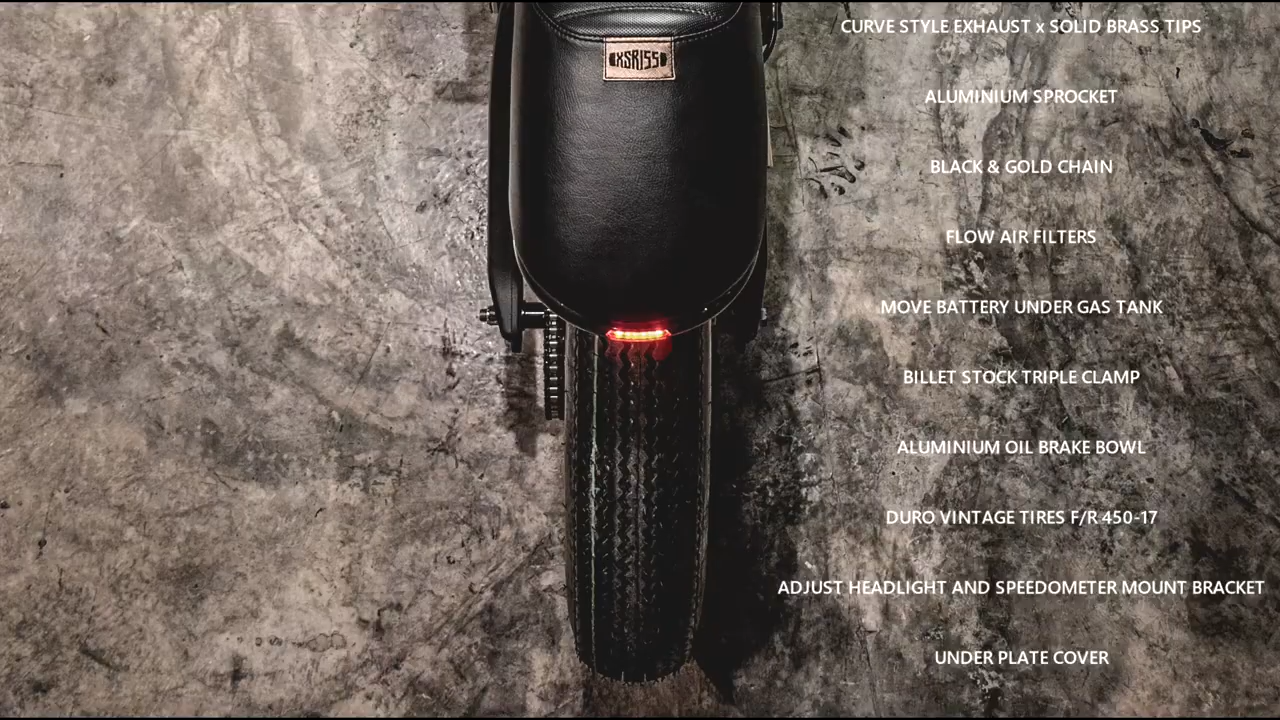 XSR155
CURVE STYLE EXHAUST x SOLID BRASS TIPS
ALUMINIUM SPROCKET
BLACK & GOLD CHAIN
FLOW AIR FILTERS
MOVE BATTERY UNDER GAS TANK
BILLET STOCK TRIPLE CLAMP
ALUMINIUM OIL BRAKE BOWL
DURO VINTAGE TIRES F/R 450-17
ADJUST HEADLIGHT AND SPEEDOMETER MOUNT BRACKET
UNDER PLATE COVER